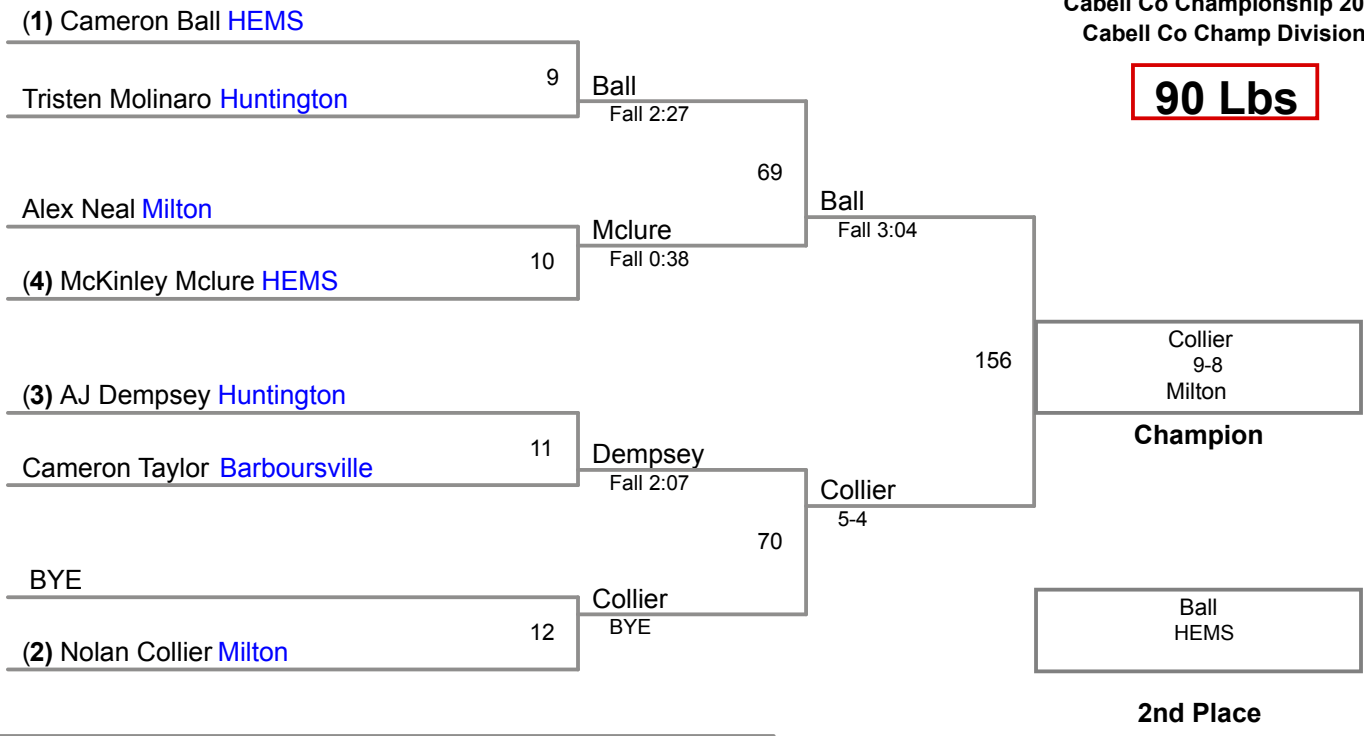 (1) Cameron Ball HEMS
Cabell Co Championship 20
Cabell Co Champ Division
90 Lbs
9
Tristen Molinaro Huntington
Ball
Fall 2:27
69
Alex Neal Milton
Ball
Fall 3:04
Mclure
Fall 0:38
10
(4) McKinley Mclure HEMS
156
Collier
9-8
Milton
Champion
(3) AJ Dempsey Huntington
11
Cameron Taylor Barboursville
Dempsey
Fall 2:07
Collier
5-4
70
BYE
Collier
BYE
12
(2) Nolan Collier Milton
Ball
HEMS
2nd Place